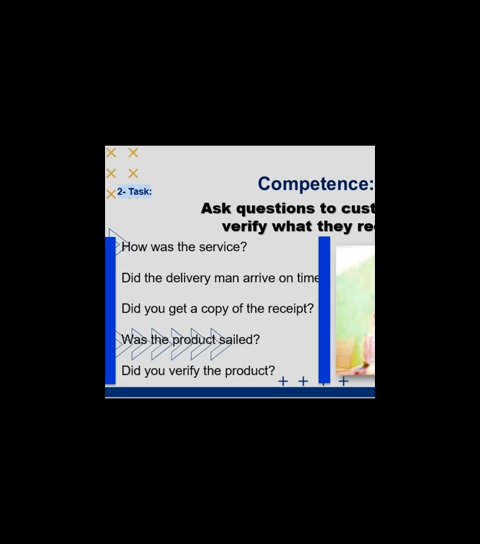 2- Task:
Competence:
Ask questions to cust
verify what they re
How was the service?
Did the delivery man arrive on time
Did you get a copy of the receipt?
Was the product sailed?
Did you verify the product?